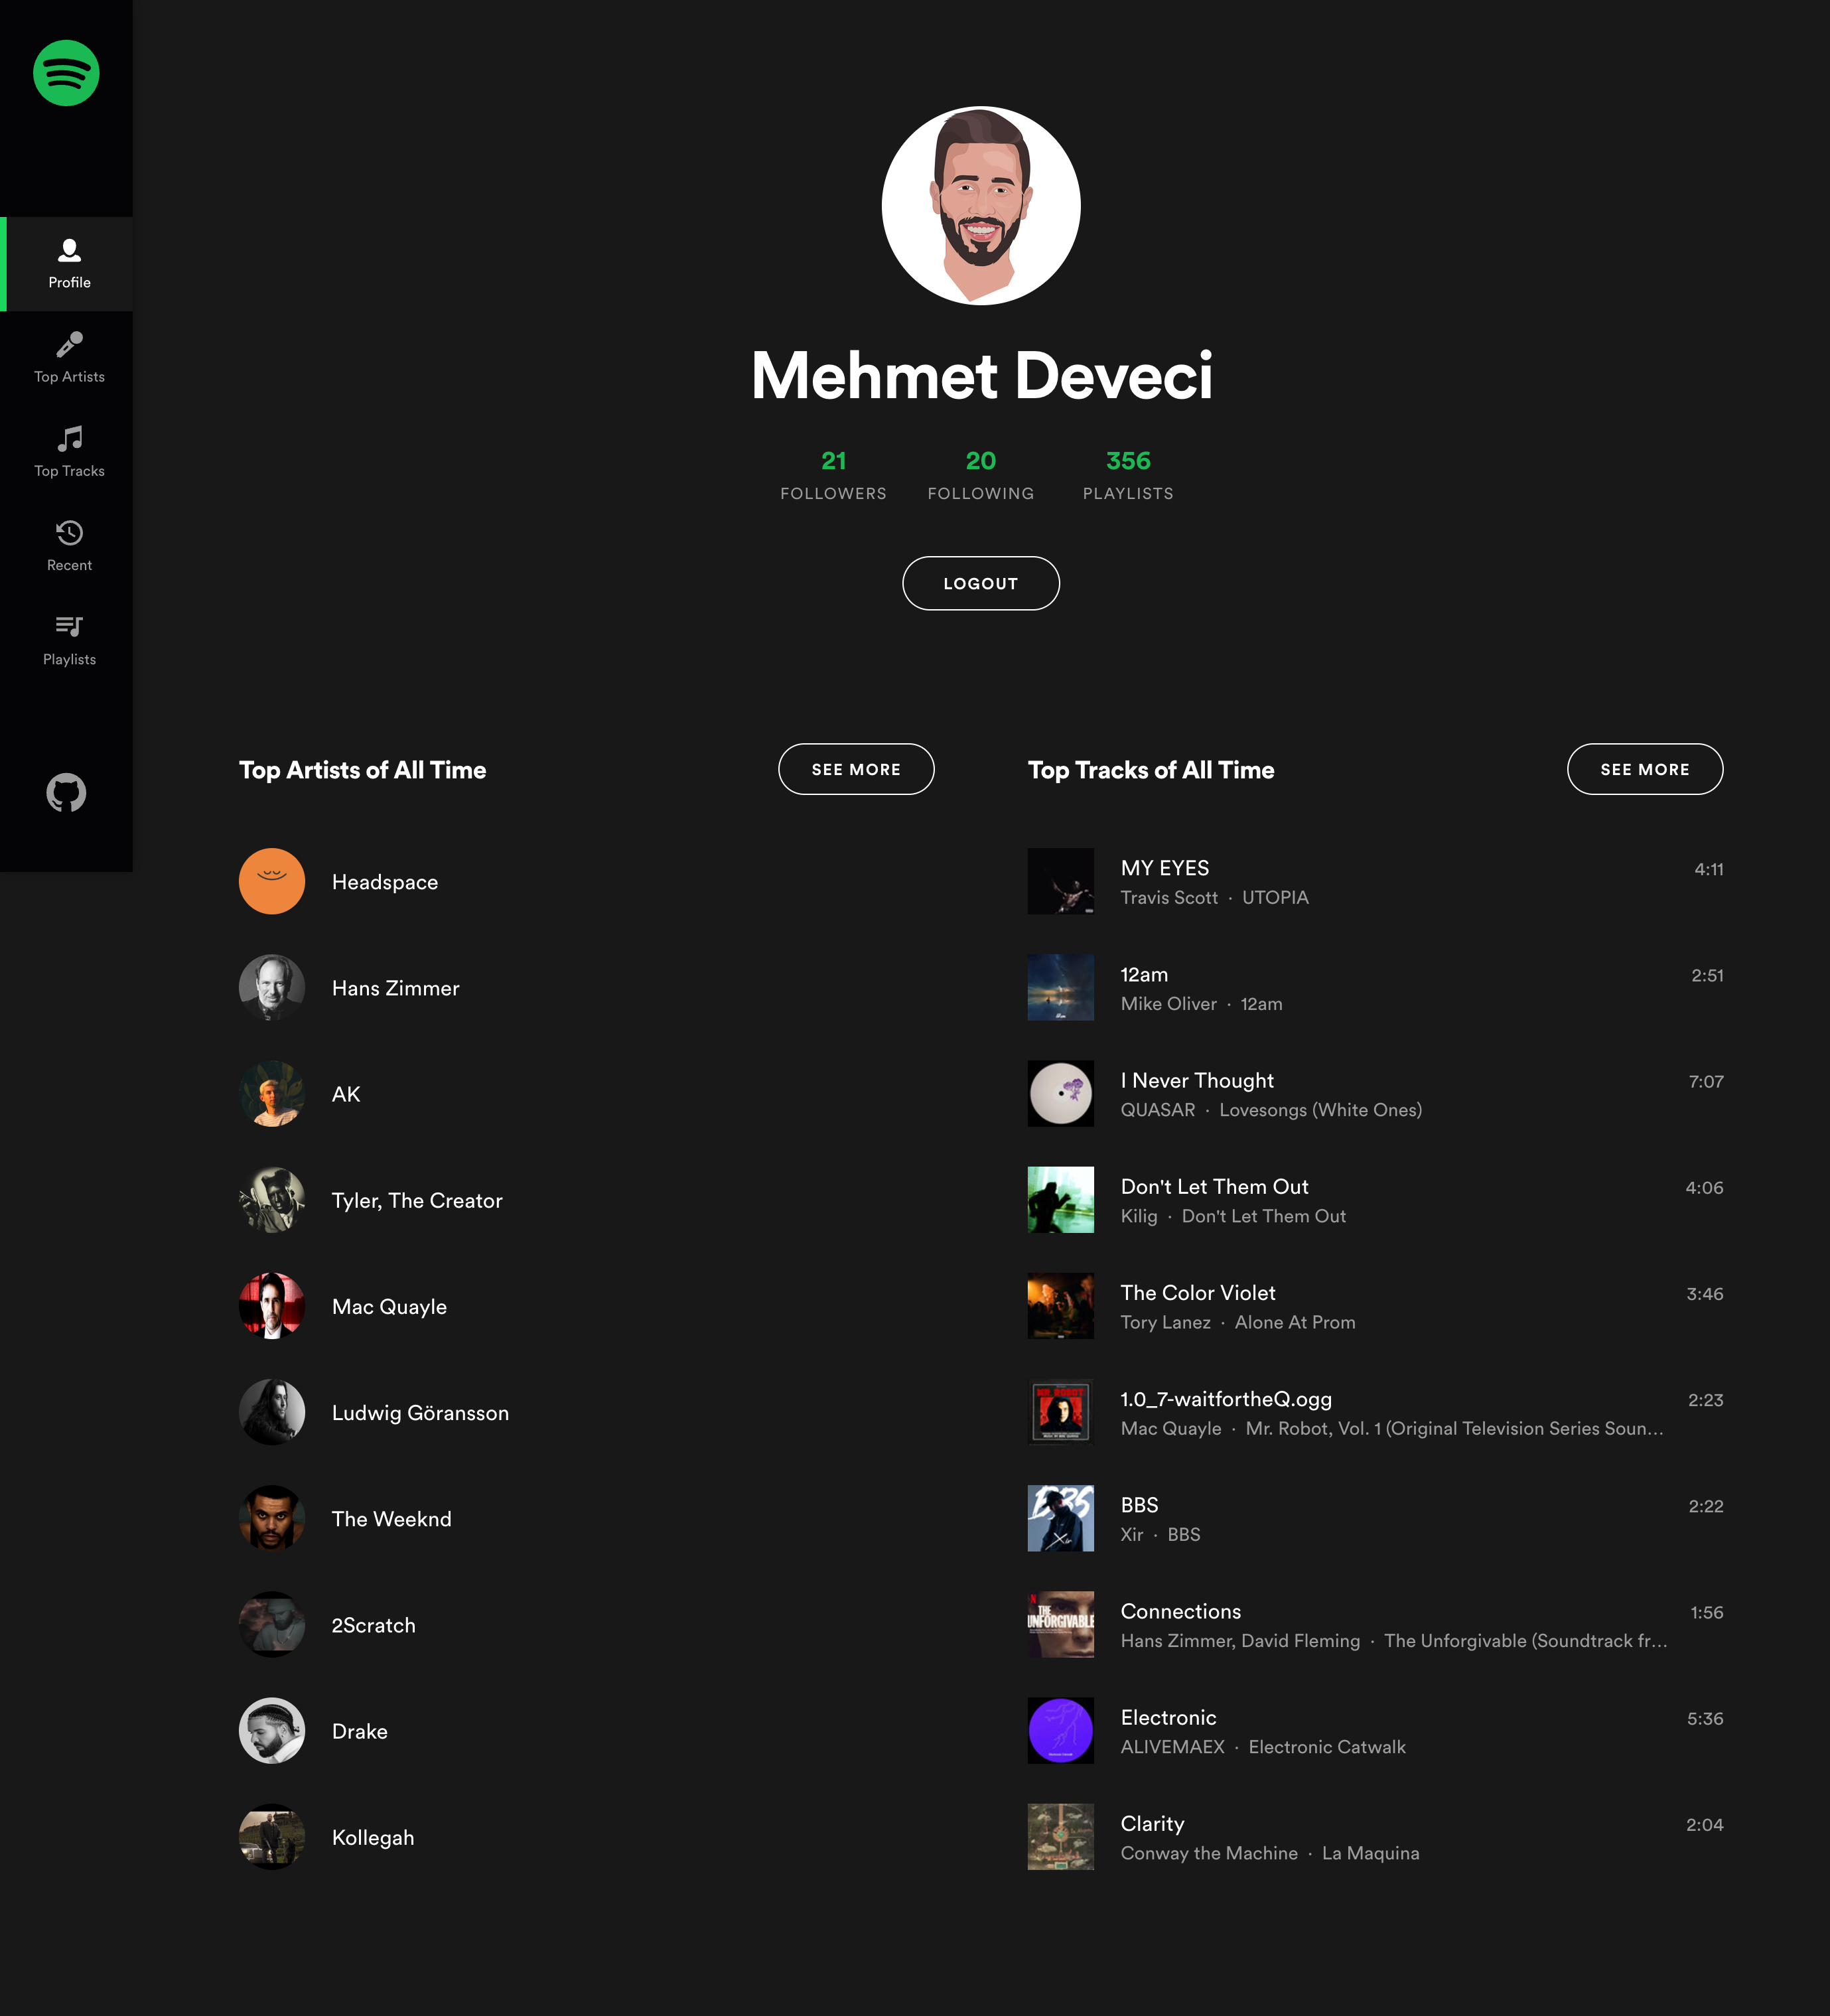 Profile
Top Artists
Top Tracks
Recent
Playlists
Mehmet Deveci
21
FOLLOWERS
20
FOLLOWING
356
PLAYLISTS
LOGOUT
Top Artists of All Time
SEE MORE
Headspace
Hans Zimmer
AK
Tyler, The Creator
Mac Quayle
Ludwig Göransson
The Weeknd
2Scratch
Drake
Kollegah
Top Tracks of All Time
SEE MORE
MY EYES
4:11
Travis Scott · UTOPIA
12am
2:51
Mike Oliver · 12am
I Never Thought
7:07
QUASAR · Lovesongs (White Ones)
Don't Let Them Out
4:06
Kilig · Don't Let Them Out
The Color Violet
3:46
Tory Lanez · Alone At Prom
MR. ROBOT
1.0_7-waitfortheQ.ogg
2:23
Mac Quayle · Mr. Robot, Vol. 1 (Original Television Series Soun...
BBS
Xir
BBS
2:22
Xir · BBS
N
THE
UNFORGIVABLE
Connections
1:56
Hans Zimmer, David Fleming · The Unforgivable (Soundtrack fr...
Electronic
5:36
ALIVEMAEX · Electronic Catwalk
Clarity
2:04
Conway the Machine · La Maquina